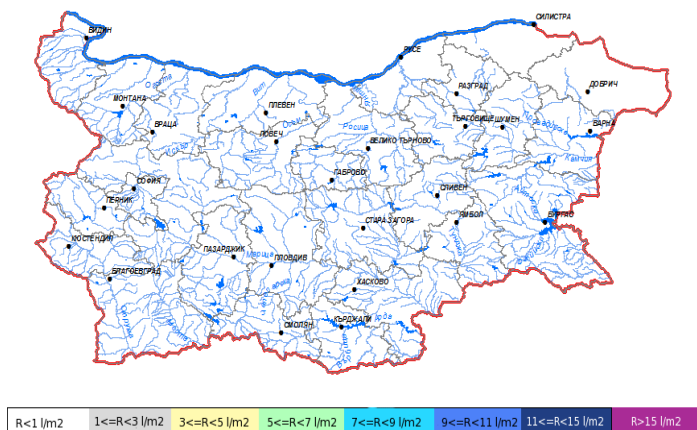 СИЛИСТРА
ВИДИН
РУСЕ
ДОБРИЧ
РАЗГРАД
МОНТАНА
ПЛЕВЕН
ВРАЦА
ТЪРГОВИЩЕ
ШУМЕН
ВАРНА
ЛОВЕЧ
ВЕЛИКО ТЪРНОВО
ГАБРОВО
СОФИЯ
СЛИВЕН
ПЕРНИК
СТАРА ЗАГОРА
ЯМБОЛ
БУРГАС
КЮСТЕНДИЛ
ПАЗАРДЖИК
Марица
ПЛОВДИВ
БЛАГОЕВГРАД
ХАСКОВО
СМОЛЯН
КЪРДЖАЛИ
R<1 l/m2
1<=R<3 l/m2
3<=R<5 l/m2
5<=R<7 l/m2
7<=R<9 l/m2
9<=R<11 l/m2
11<=R<15 l/m2
R>15 l/m2